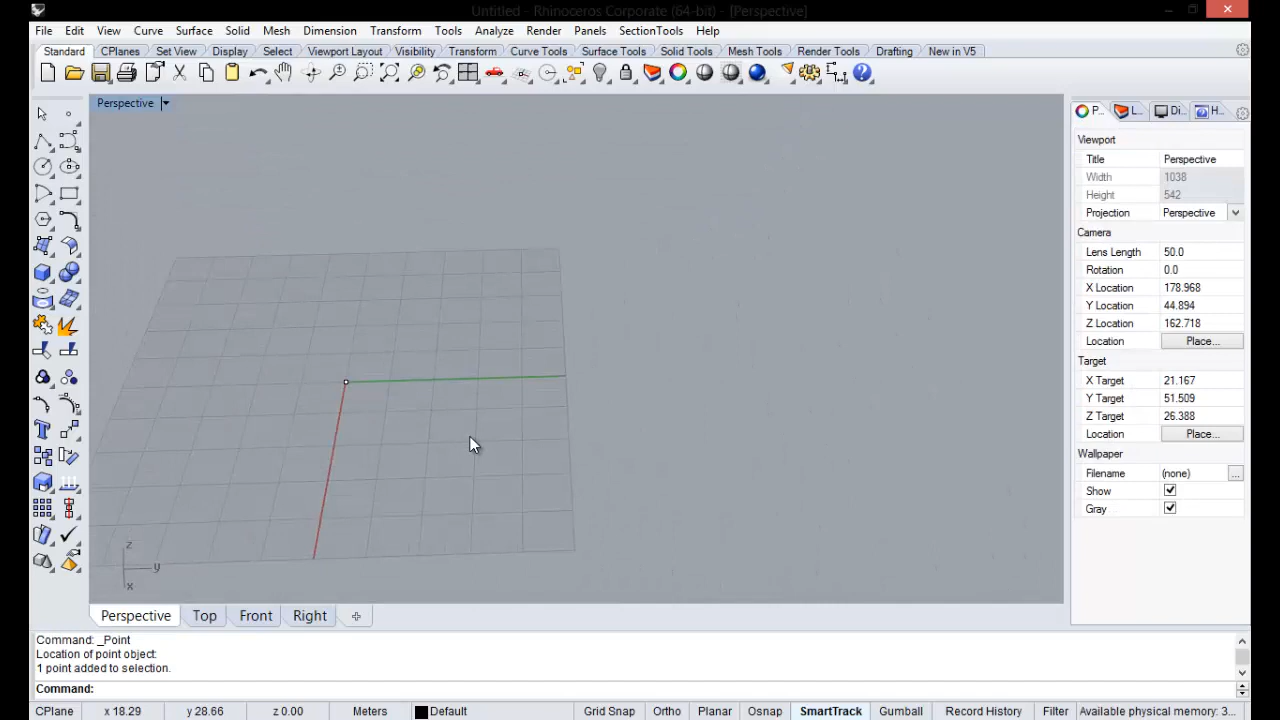 Untitled - Rhinoceros Corporate (64-bit) - [Perspective]
File Edit View Curve Surface Solid Mesh Dimension Transform Tools Analyze Render Panels SectionTools Help
Standard CPlanes Set View Display Select Viewport Layout Visibility Transform Curve Tools Surface Tools Solid Tools Mesh Tools Render Tools Drafting New in V5
Perspective
P... L... Di... H...
Viewport
Title Perspective
Width 1038
Height 542
Projection Perspective
Camera
Lens Length 50.0
Rotation 0.0
X Location 178.968
Y Location 44.894
Z Location 162.718
Location Place...
Target
X Target 21.167
Y Target 51.509
Z Target 26.388
Location Place...
Wallpaper
Filename (none) ...
Show
Gray
z
y
x
Perspective Top Front Right
Command: _Point
Location of point object:
1 point added to selection.
Command:
CPlane x 18.29 y 28.66 z 0.00 Meters Default Grid Snap Ortho Planar Osnap SmartTrack Gumball Record History Filter Available physical memory: 3...